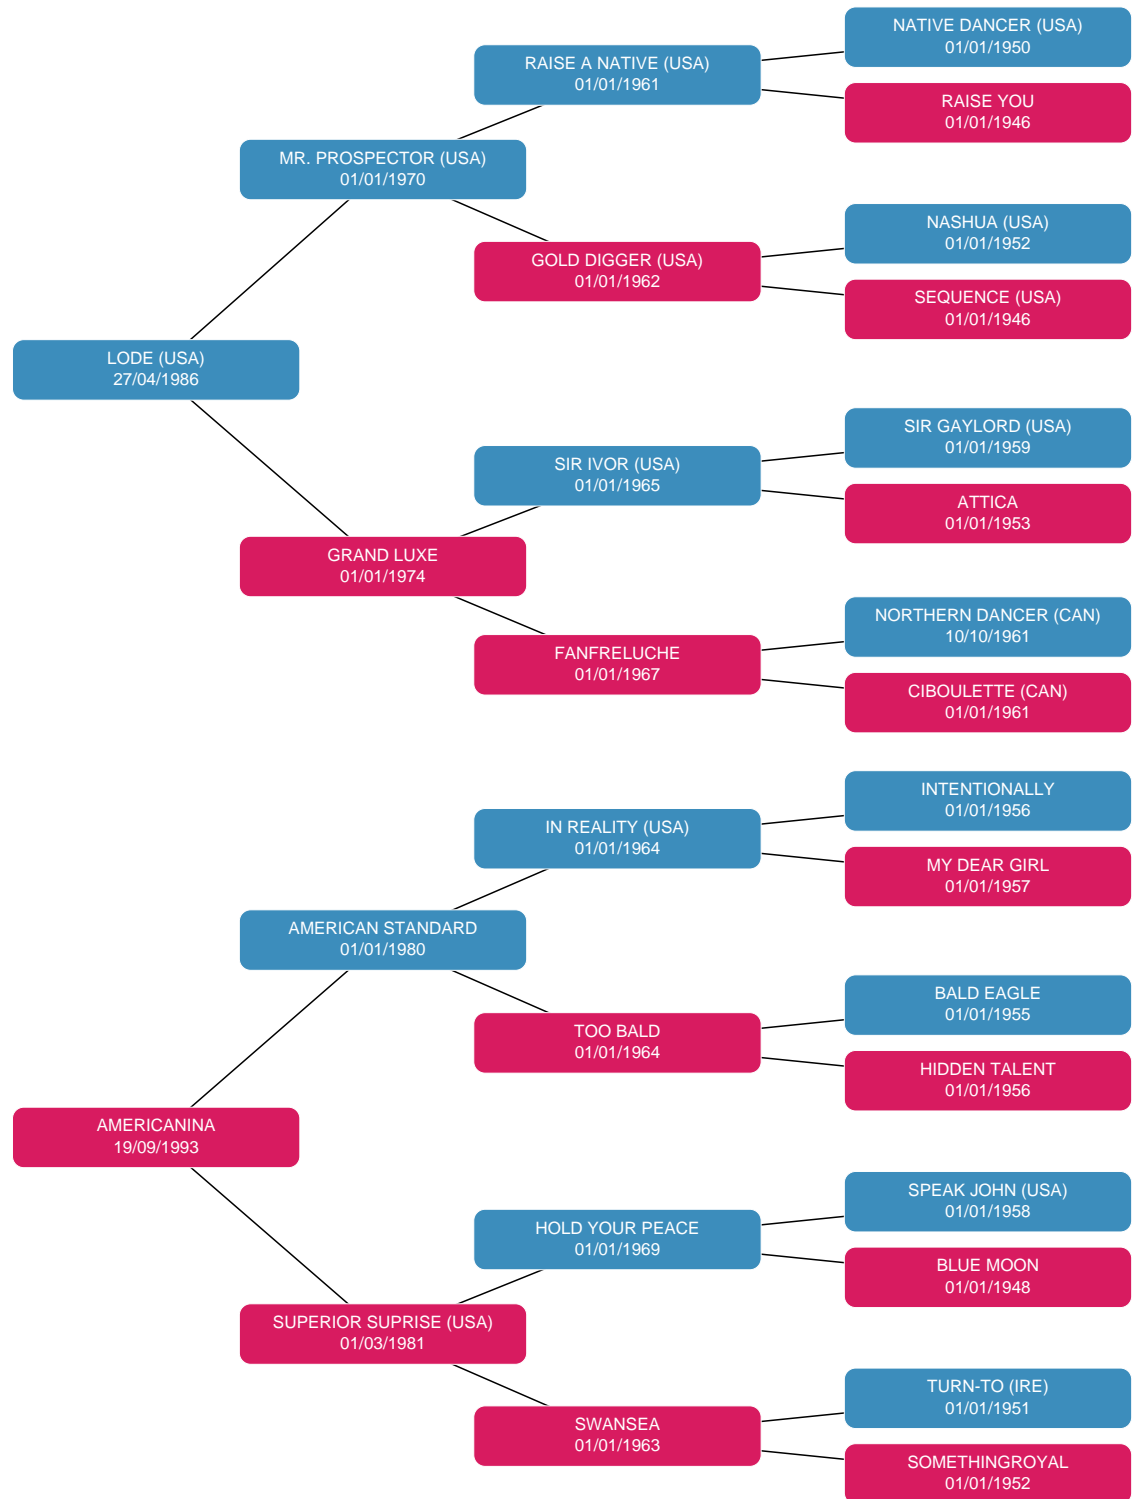 NATIVE DANCER (USA)
01/01/1950
RAISE A NATIVE (USA)
01/01/1961
RAISE YOU
01/01/1946
MR. PROSPECTOR (USA)
01/01/1970
NASHUA (USA)
01/01/1952
GOLD DIGGER (USA)
01/01/1962
SEQUENCE (USA)
01/01/1946
LODE (USA)
27/04/1986
SIR GAYLORD (USA)
01/01/1959
SIR IVOR (USA)
01/01/1965
ATTICA
01/01/1953
GRAND LUXE
01/01/1974
NORTHERN DANCER (CAN)
10/10/1961
FANFRELUCHE
01/01/1967
CIBOULETTE (CAN)
01/01/1961
INTENTIONALLY
01/01/1956
IN REALITY (USA)
01/01/1964
MY DEAR GIRL
01/01/1957
AMERICAN STANDARD
01/01/1980
BALD EAGLE
01/01/1955
TOO BALD
01/01/1964
HIDDEN TALENT
01/01/1956
AMERICANINA
19/09/1993
SPEAK JOHN (USA)
01/01/1958
HOLD YOUR PEACE
01/01/1969
BLUE MOON
01/01/1948
SUPERIOR SUPRISE (USA)
01/03/1981
TURN-TO (IRE)
01/01/1951
SWANSEA
01/01/1963
SOMETHINGROYAL
01/01/1952